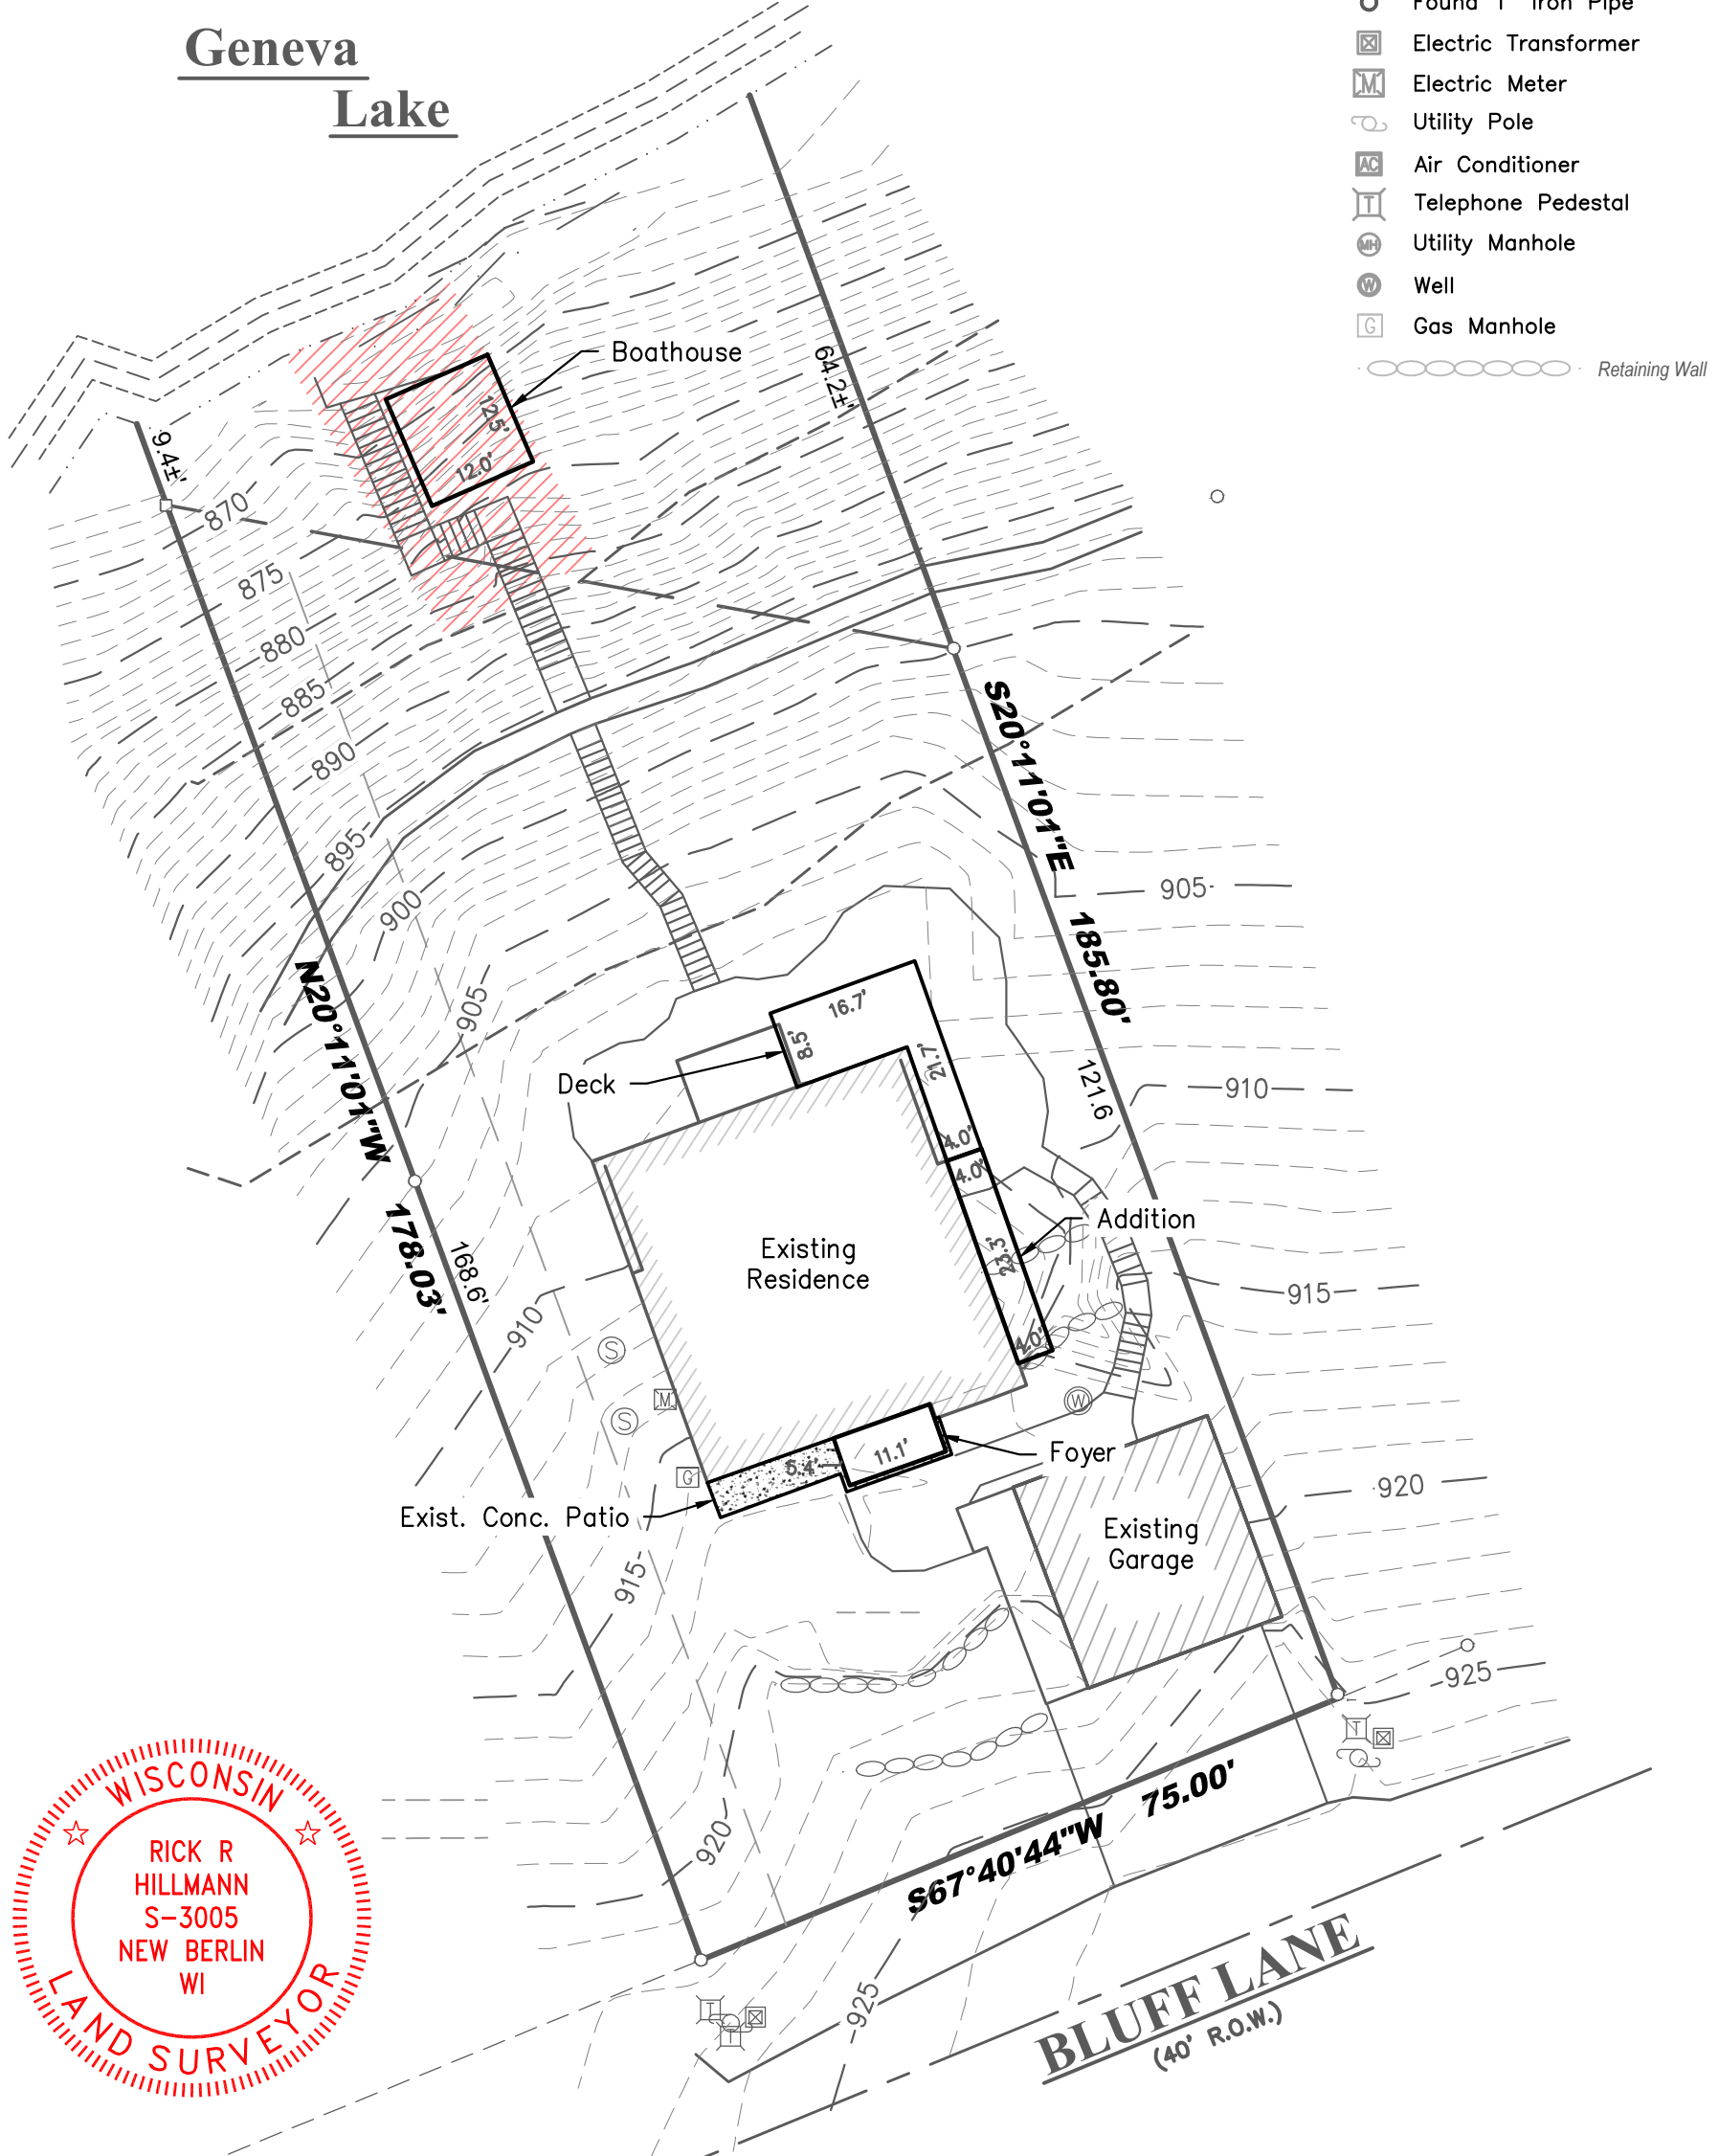 Geneva
Lake
Found 1" Iron Pipe
Electric Transformer
M
Electric Meter
Utility Pole
AC
Air Conditioner
T
Telephone Pedestal
MH
Utility Manhole
W
Well
G
Gas Manhole
Retaining Wall
Boathouse
12.5'
12.0'
64.2±'
9.4±'
870
875
880
885
890
895
900
905
905
S20°11'01"E 185.80'
N20°11'01"W 178.03'
16.7'
8.5'
21.7'
Deck
121.6
910
4.0'
4.0'
Addition
23.3'
4.0'
Existing
Residence
168.6'
910
915
S
S
M
W
G
11.1'
5.4'
Foyer
Exist. Conc. Patio
920
Existing
Garage
915
925
T
920
S67°40'44"W 75.00'
925
T
T
BLUFF LANE
(40' R.O.W.)
WISCONSIN
RICK R
HILLMANN
S-3005
NEW BERLIN
WI
LAND SURVEYOR